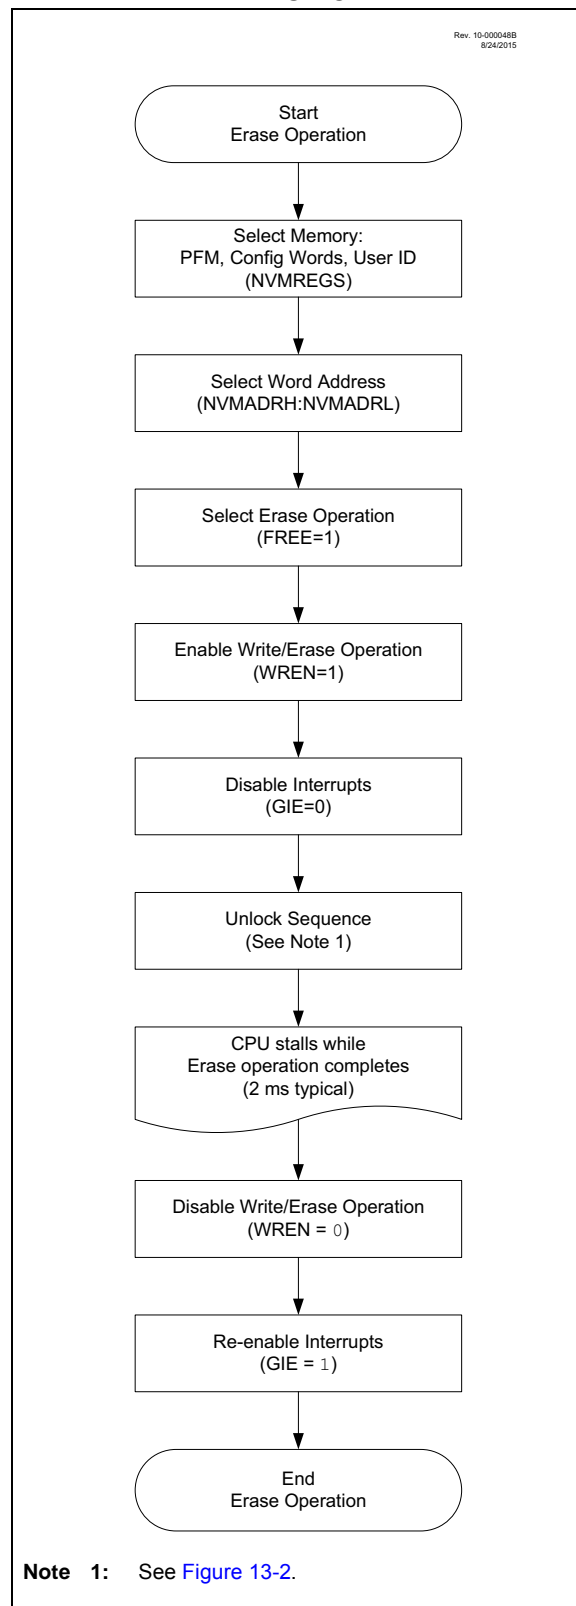 Rev. 10-000048B
8/24/2015
Start
Erase Operation
Select Memory:
PFM, Config Words, User ID
(NVMREGS)
Select Word Address
(NVMADRH:NVMADRL)
Select Erase Operation
(FREE=1)
Enable Write/Erase Operation
(WREN=1)
Disable Interrupts
(GIE=0)
Unlock Sequence
(See Note 1)
CPU stalls while
Erase operation completes
(2 ms typical)
Disable Write/Erase Operation
(WREN = 0)
Re-enable Interrupts
(GIE = 1)
End
Erase Operation
Note 1: See Figure 13-2.